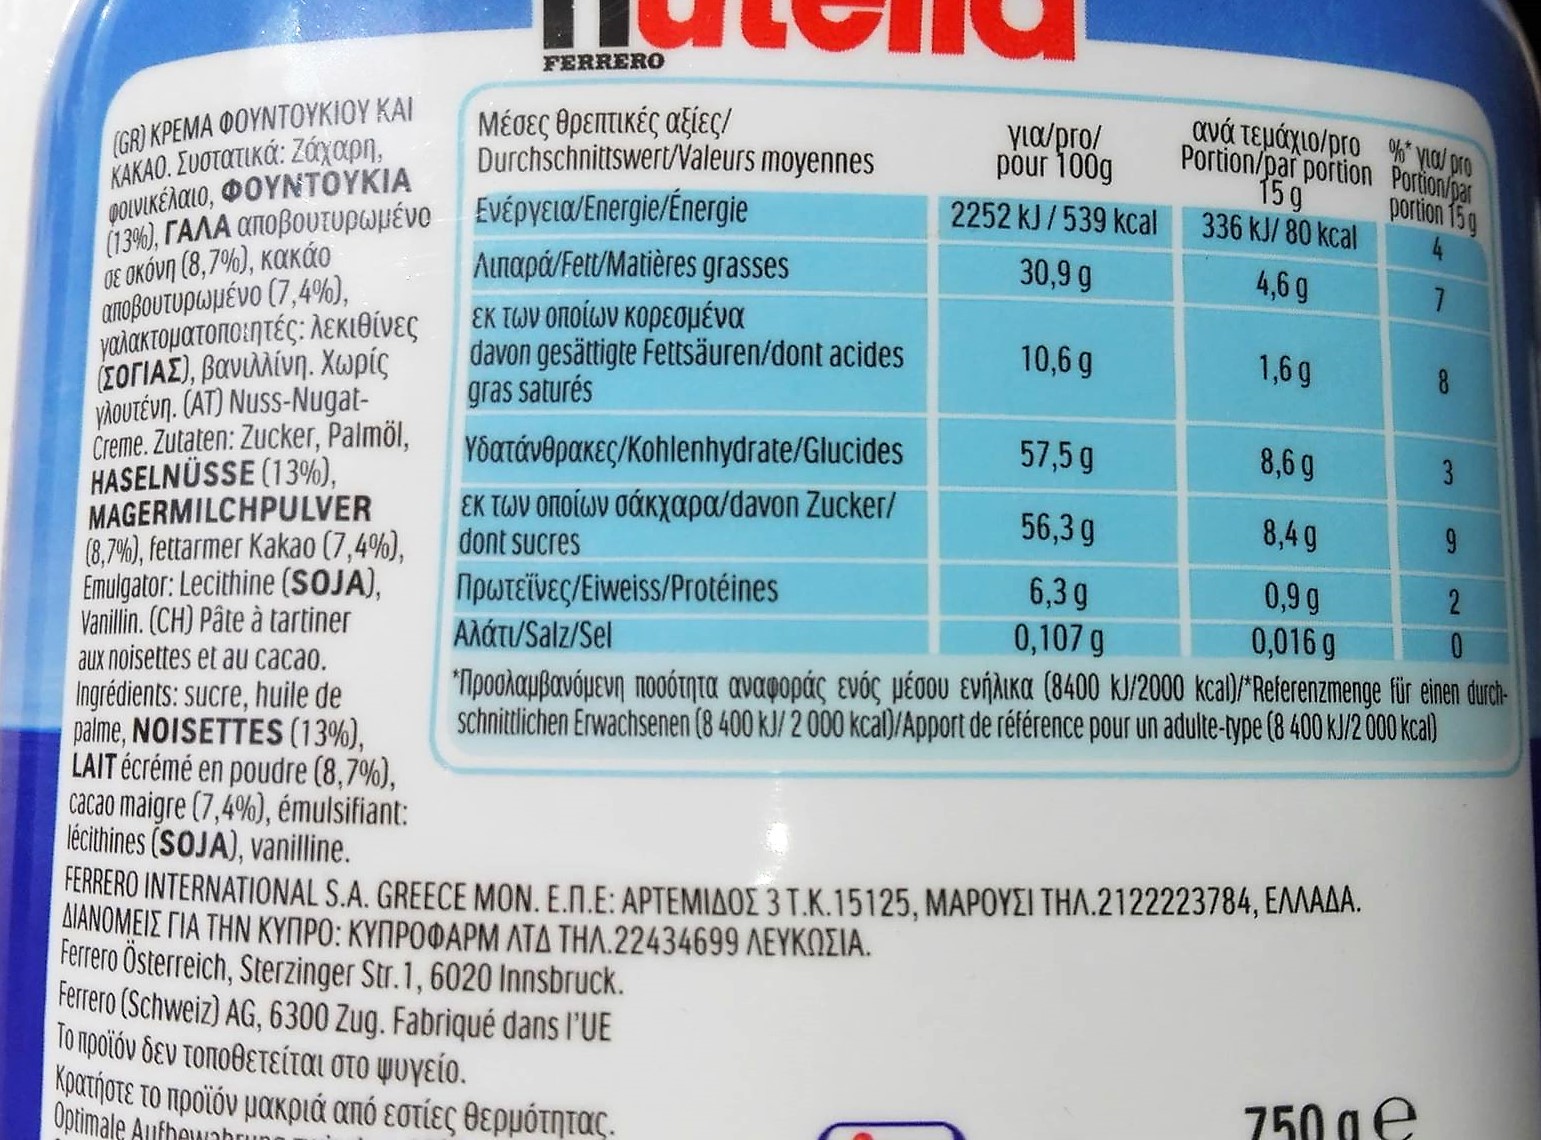 nutella
FERRERO
(GR) ΚΡΕΜΑ ΦΟΥΝΤΟΥΚΙΟΥ ΚΑΙ
ΚΑΚΑΟ. Συστατικά: Ζάχαρη,
φοινικέλαιο, ΦΟΥΝΤΟΥΚΙΑ
(13%), ΓΑΛΑ αποβουτυρωμένο
σε σκόνη (8,7%), κακάο
αποβουτυρωμένο (7,4%),
γαλακτοματοποιητές: λεκιθίνες
(ΣΟΓΙΑΣ), βανιλλίνη. Χωρίς
γλουτένη. (AT) Nuss-Nugat-
Creme. Zutaten: Zucker, Palmöl,
HASELNÜSSE (13%),
MAGERMILCHPULVER
(8,7%), fettarmer Kakao (7,4%),
Emulgator: Lecithine (SOJA),
Vanillin. (CH) Pâte à tartiner
aux noisettes et au cacao.
Ingrédients: sucre, huile de
palme, NOISETTES (13%),
LAIT écrémé en poudre (8,7%),
cacao maigre (7,4%), émulsifiant:
lécithines (SOJA), vanilline.
Μέσες θρεπτικές αξίες/
Durchschnittswert/Valeurs moyennes
για/pro/
pour 100g
ανά τεμάχιο/pro
Portion/par portion
15 g
%* για/ pro
Portion/par
portion 15 g
Ενέργεια/Energie/Énergie 2252 kJ / 539 kcal 336 kJ/ 80 kcal 4
Λιπαρά/Fett/Matières grasses 30,9 g 4,6 g 7
εκ των οποίων κορεσμένα
davon gesättigte Fettsäuren/dont acides 10,6 g 1,6 g 8
gras saturés
Υδατάνθρακες/Kohlenhydrate/Glucides 57,5 g 8,6 g 3
εκ των οποίων σάκχαρα/davon Zucker/
dont sucres 56,3 g 8,4 g 9
Πρωτεΐνες/Eiweiss/Protéines 6,3 g 0,9 g 2
Αλάτι/Salz/Sel 0,107 g 0,016 g 0
*Προσλαμβανόμενη ποσότητα αναφοράς ενός μέσου ενήλικα (8400 kJ/2000 kcal)/*Referenzmenge für einen durch-
schnittlichen Erwachsenen (8 400 kJ/ 2 000 kcal)/Apport de référence pour un adulte-type (8 400 kJ/2 000 kcal)
FERRERO INTERNATIONAL S.A. GREECE ΜΟΝ. Ε.Π.Ε: ΑΡΤΕΜΙΔΟΣ 3 Τ.Κ.15125, ΜΑΡΟΥΣΙ ΤΗΛ.2122223784, ΕΛΛΑΔΑ.
ΔΙΑΝΟΜΕΙΣ ΓΙΑ ΤΗΝ ΚΥΠΡΟ: ΚΥΠΡΟΦΑΡΜ ΛΤΔ ΤΗΛ.22434699 ΛΕΥΚΩΣΙΑ.
Ferrero Österreich, Sterzinger Str. 1, 6020 Innsbruck.
Ferrero (Schweiz) AG, 6300 Zug. Fabriqué dans l'UE
Το προϊόν δεν τοποθετείται στο ψυγείο.
Κρατήστε το προϊόν μακριά από εστίες θερμότητας.
Optimale
750 g e